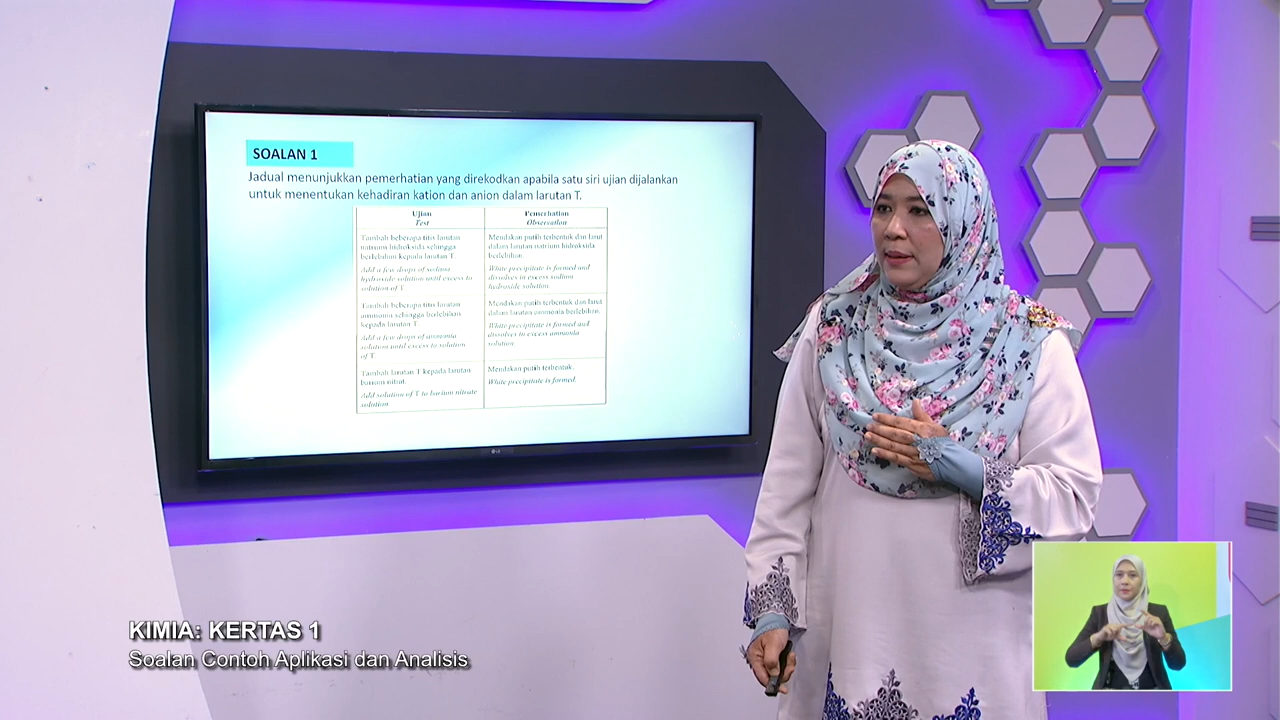 SOALAN 1
Jadual menunjukkan pemerhatian yang direkodkan apabila satu siri ujian dijalankan
untuk menentukan kehadiran kation dan anion dalam larutan T.
Ujian
Test
Pemerhatian
Observation
Tambah beberapa titis larutan
natrium hidroksida sehingga
berlebihan kepada larutan T.
Add a few drops of sodium
hydroxide solution until excess to
solution of T.
Mendakan putih terbentuk dan larut
dalam larutan natrium hidroksida
berlebihan.
White precipitate is formed and
dissolves in excess sodium
hydroxide solution.
Tambah beberapa titis larutan
ammonia sehingga berlebihan
kepada larutan T.
Add a few drops of ammonia
solution until excess to solution
of T.
Mendakan putih terbentuk dan larut
dalam larutan ammonia berlebihan.
White precipitate is formed and
dissolves in excess ammonia
solution.
Tambah larutan T kepada larutan
barium nitrat.
Add solution of T to barium nitrate
solution.
Mendakan putih terbentuk.
White precipitate is formed.
LG
KIMIA: KERTAS 1
Soalan Contoh Aplikasi dan Analisis